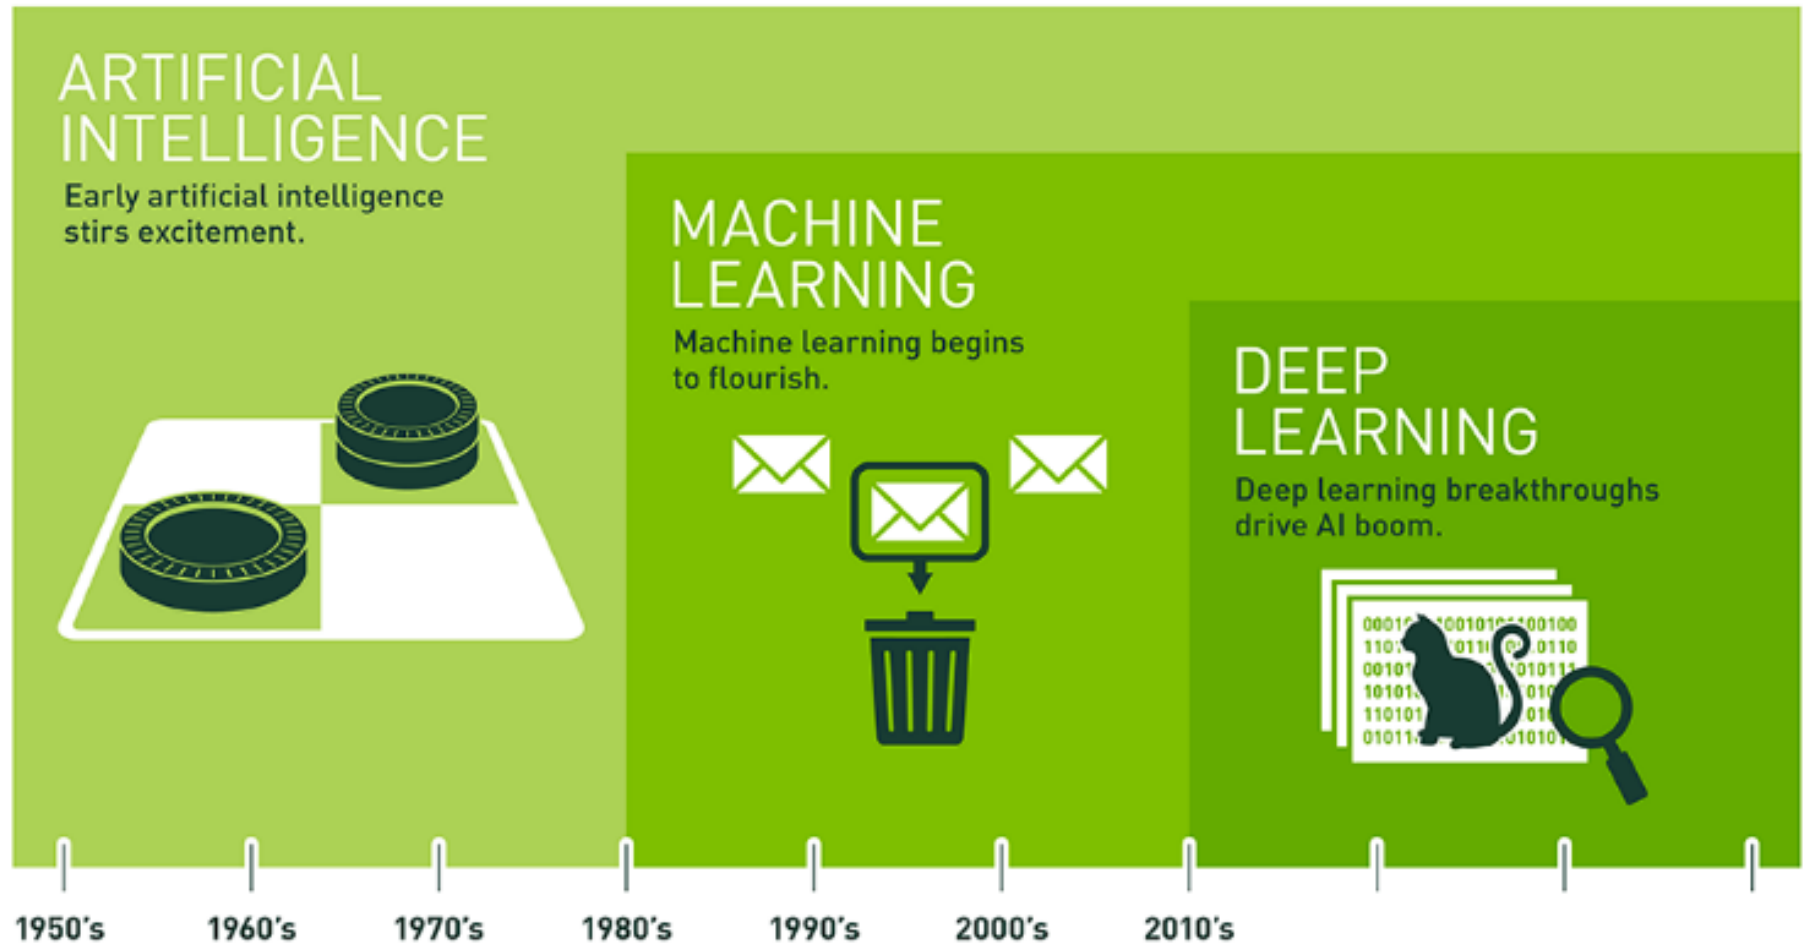 ARTIFICIAL
INTELLIGENCE
Early artificial intelligence
stirs excitement.
MACHINE
LEARNING
Machine learning begins
to flourish.
DEEP
LEARNING
Deep learning breakthroughs
drive AI boom.
1950's 1960's 1970's 1980's 1990's 2000's 2010's